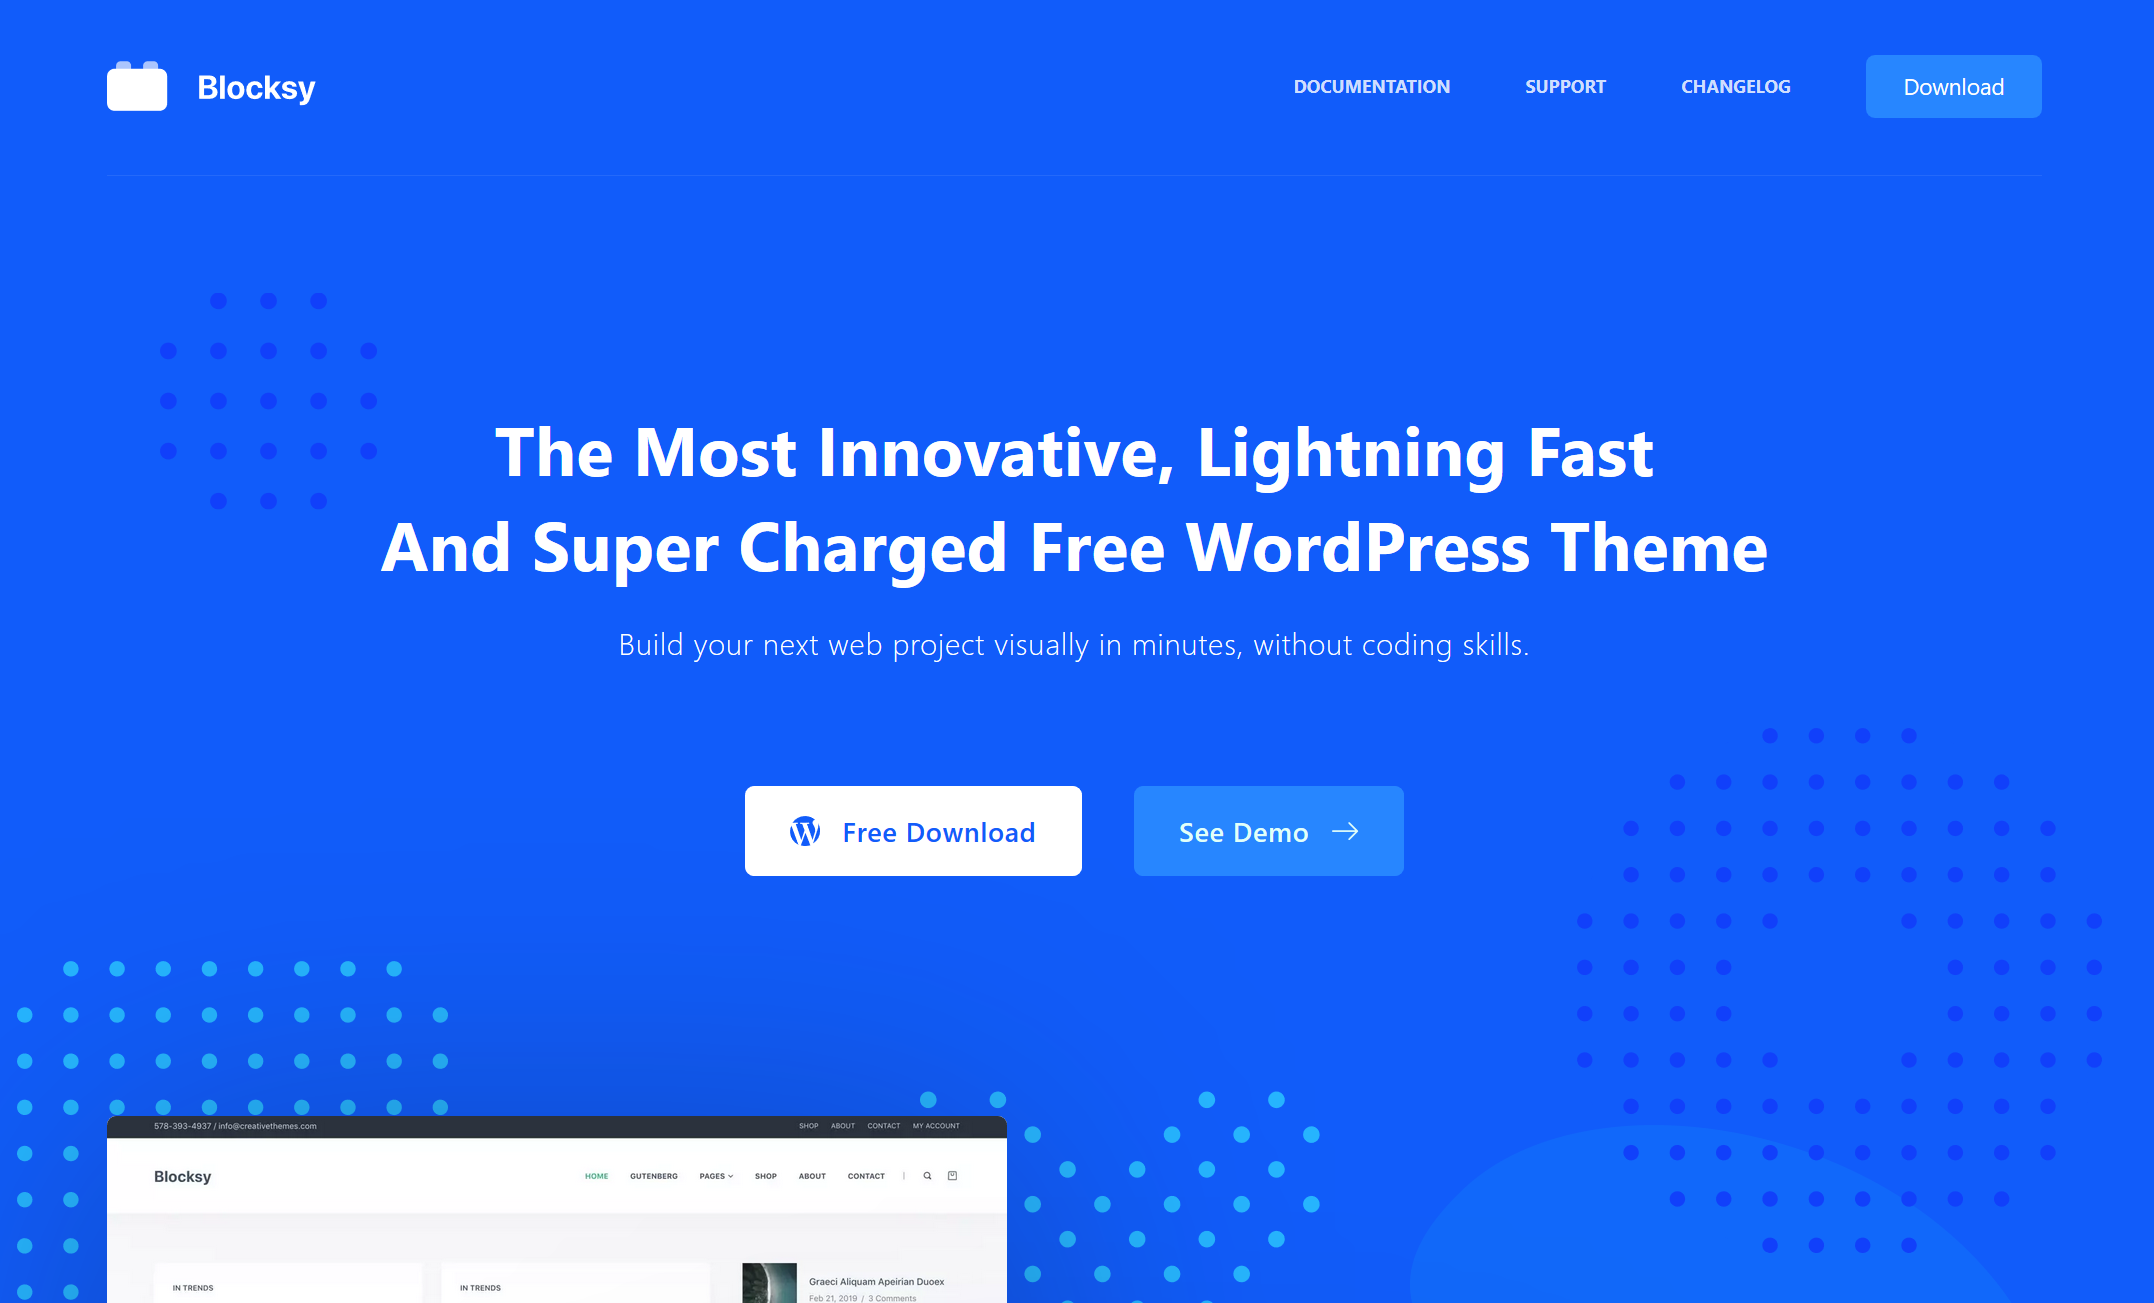 Blocksy
DOCUMENTATION SUPPORT CHANGELOG Download
The Most Innovative, Lightning Fast
And Super Charged Free WordPress Theme
Build your next web project visually in minutes, without coding skills.
Free Download See Demo
578-393-4937 / info@creativethemes.com SHOP ABOUT CONTACT MY ACCOUNT
Blocksy HOME GUTENBERG PAGES SHOP ABOUT CONTACT
IN TRENDS IN TRENDS Graeci Aliquam Apeirian Duoex
Feb 21, 2019 / 3 Comments